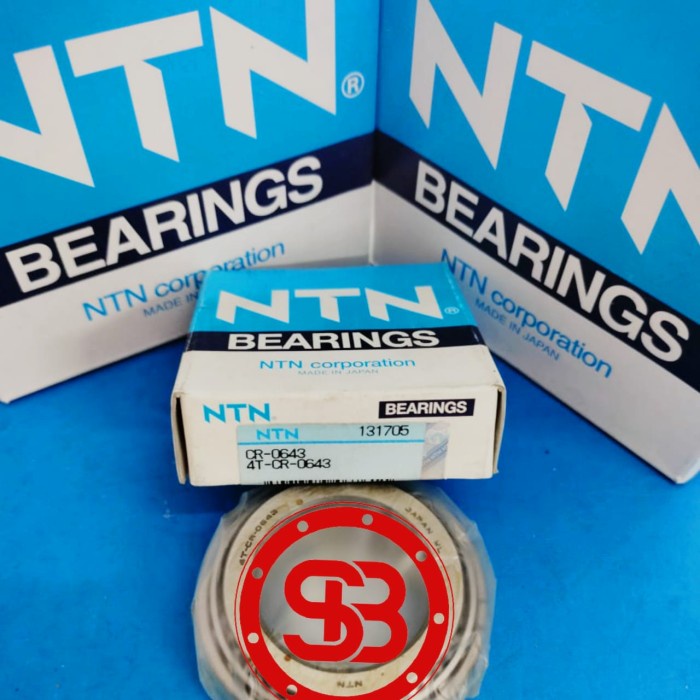 NTN®
BEARINGS
NTN corporation
MADE IN
NTN
BEARINGS
NTN corporation
MADE IN JAPAN
NTN®
BEARINGS
NTN corporation
MADE IN JAPAN
NTN
BEARINGS
NTN 131705
CR-0643
4T-CR-0643
4T-CR-0643
JAPAN
SB
NTN